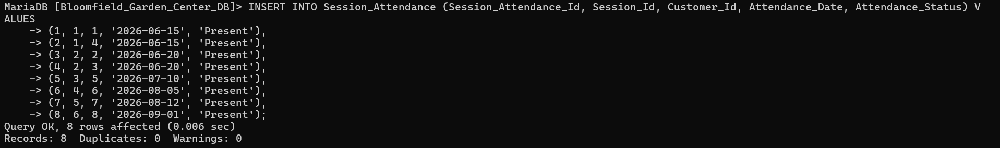 MariaDB [Bloomfield_Garden_Center_DB]> INSERT INTO Session_Attendance (Session_Attendance_Id, Session_Id, Customer_Id, Attendance_Date, Attendance_Status) V
ALUES
    -> (1, 1, 1, '2026-06-15', 'Present'),
    -> (2, 1, 4, '2026-06-15', 'Present'),
    -> (3, 2, 2, '2026-06-20', 'Present'),
    -> (4, 2, 3, '2026-06-20', 'Present'),
    -> (5, 3, 5, '2026-07-10', 'Present'),
    -> (6, 4, 6, '2026-08-05', 'Present'),
    -> (7, 5, 7, '2026-08-12', 'Present'),
    -> (8, 6, 8, '2026-09-01', 'Present');
Query OK, 8 rows affected (0.006 sec)
Records: 8  Duplicates: 0  Warnings: 0